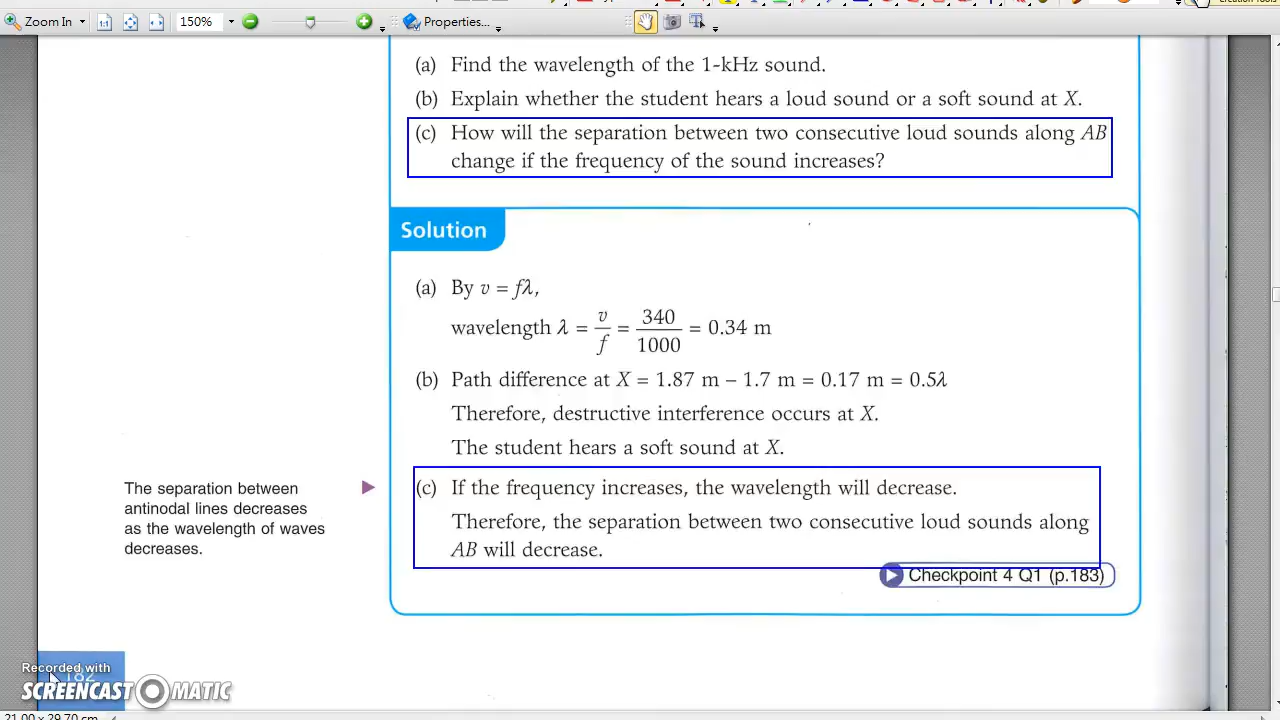 Zoom In
150%
Properties...
(a) Find the wavelength of the 1-kHz sound.
(b) Explain whether the student hears a loud sound or a soft sound at X.
(c) How will the separation between two consecutive loud sounds along AB
change if the frequency of the sound increases?
Solution
(a) By v = fλ,
wavelength λ = v/f = 340/1000 = 0.34 m
(b) Path difference at X = 1.87 m – 1.7 m = 0.17 m = 0.5λ
Therefore, destructive interference occurs at X.
The student hears a soft sound at X.
The separation between
antinodal lines decreases
as the wavelength of waves
decreases.
(c) If the frequency increases, the wavelength will decrease.
Therefore, the separation between two consecutive loud sounds along
AB will decrease.
Checkpoint 4 Q1 (p.183)
182
Recorded with
SCREENCAST-O-MATIC
21.00 x 29.70 cm